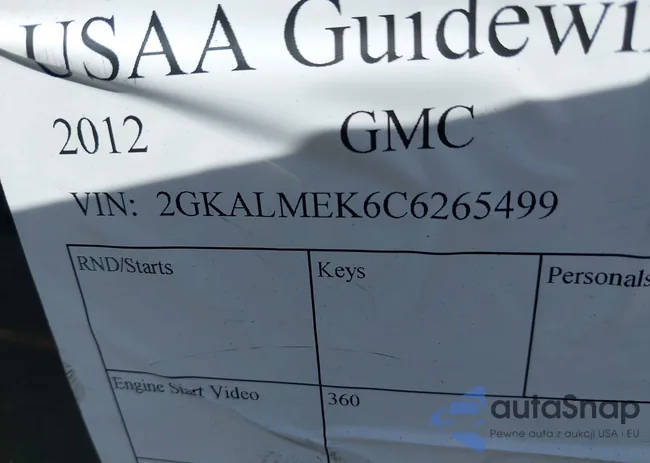 USAA Guidewi
2012 GMC
VIN: 2GKALMEK6C6265499
RND/Starts Keys Personals
Engine Start Video 360
autaSnap
Pewne auta z aukcji USA i EU